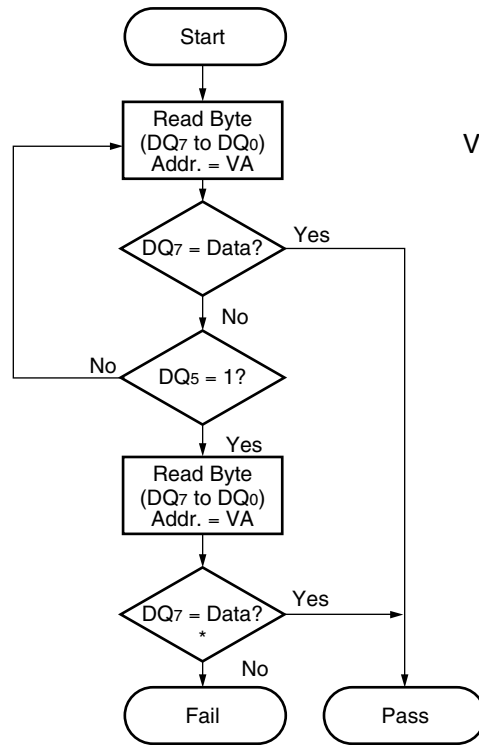 Start
Read Byte
(DQ7 to DQ0)
Addr. = VA
V
DQ7 = Data?
Yes
No
No
DQ5 = 1?
Yes
Read Byte
(DQ7 to DQ0)
Addr. = VA
DQ7 = Data?
*
Yes
No
Fail
Pass